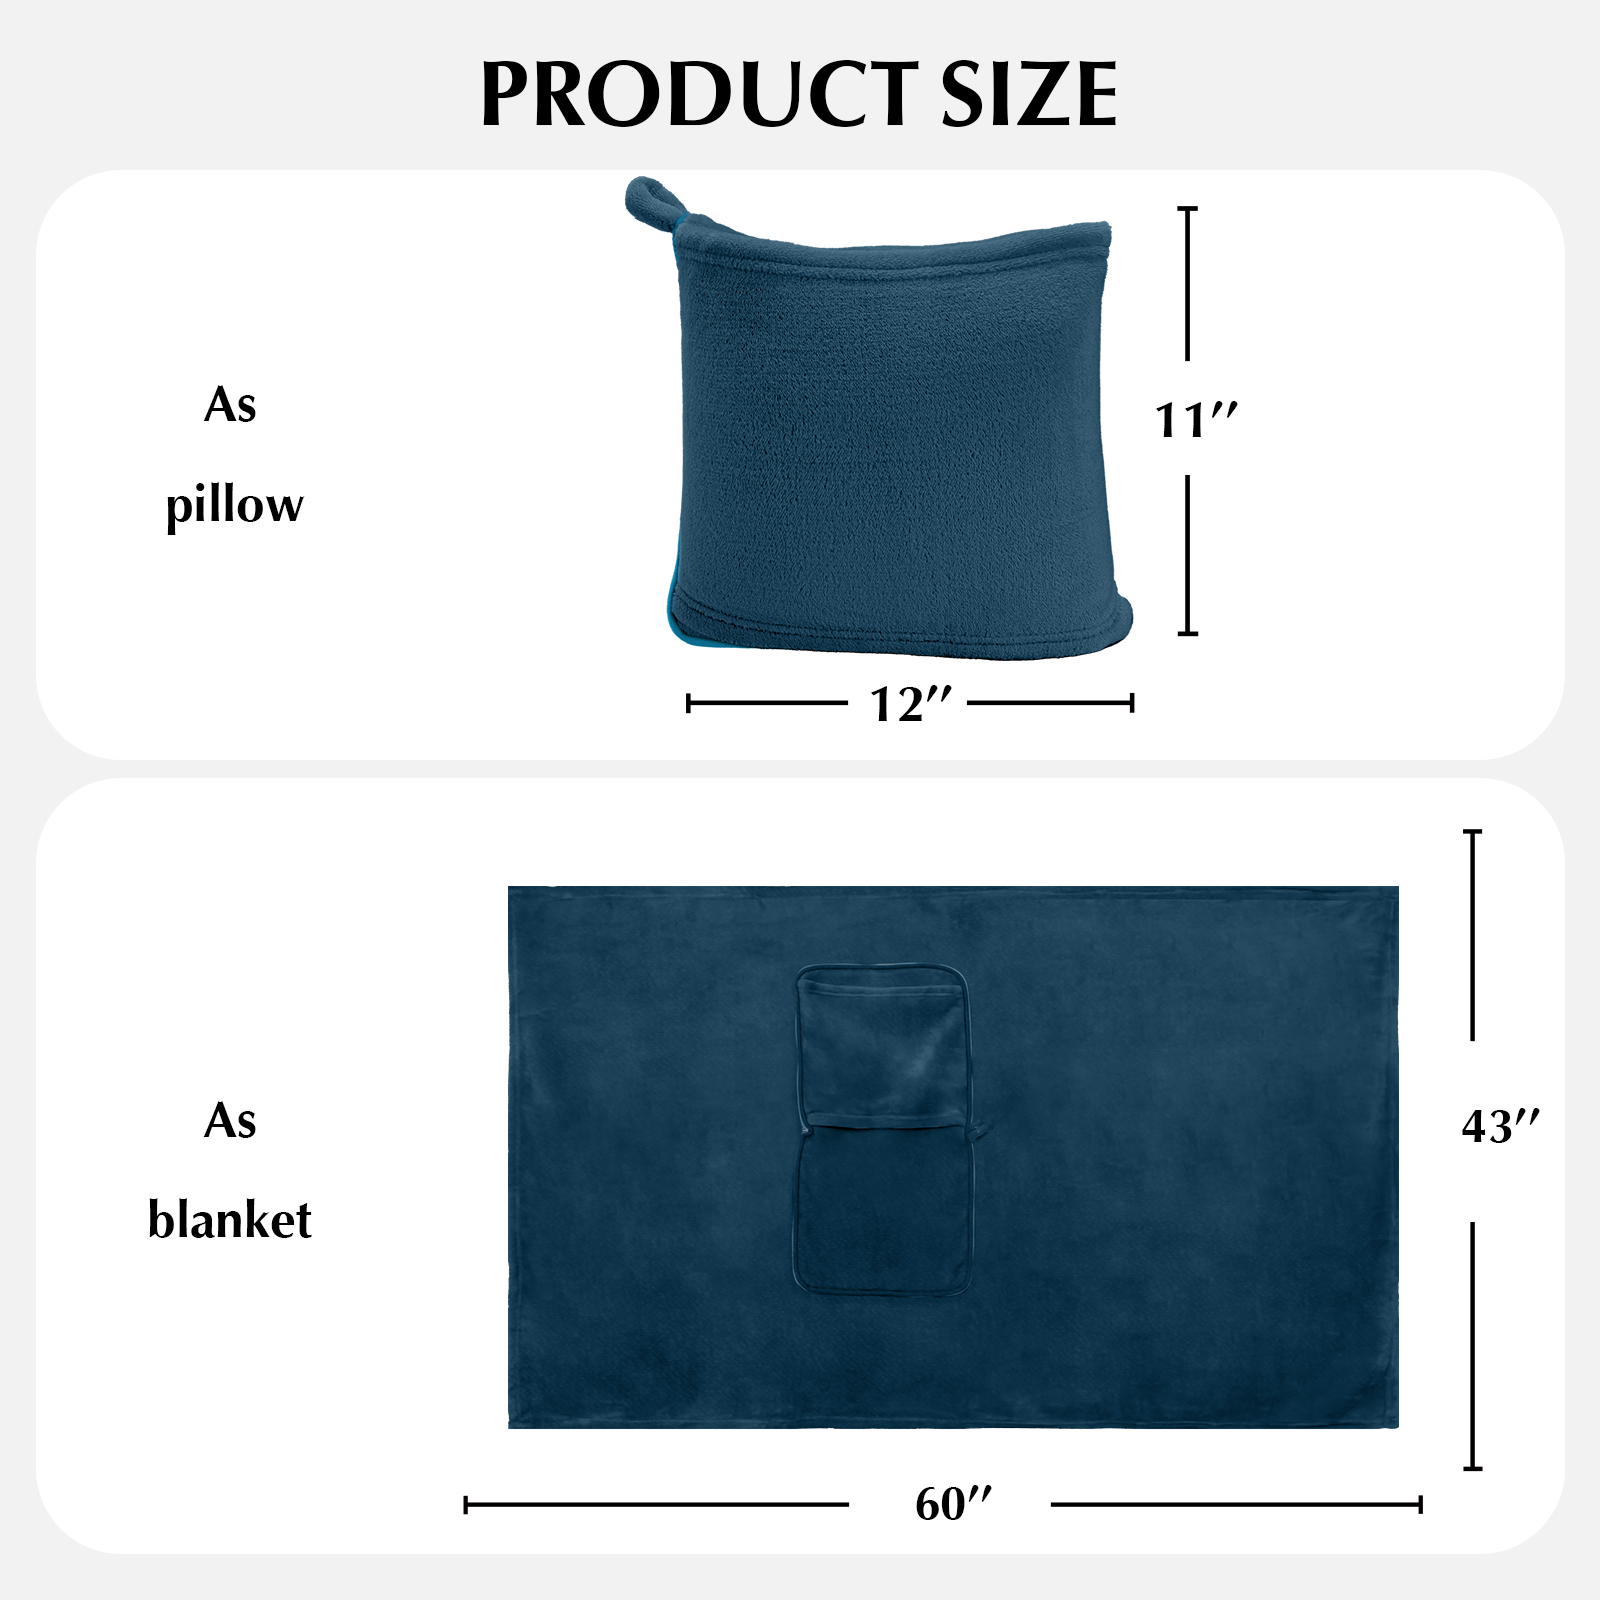 PRODUCT SIZE
As
pillow
11′′
12′′
As
blanket
43′′
60′′